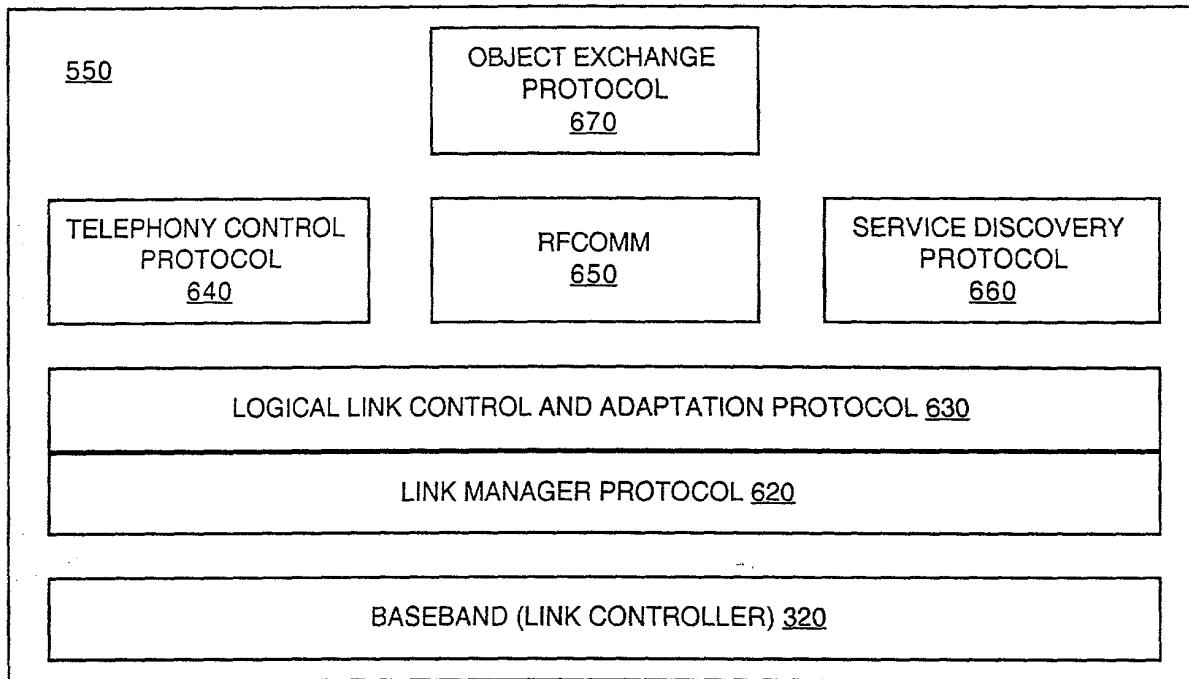 550
OBJECT EXCHANGE
PROTOCOL
670
TELEPHONY CONTROL
PROTOCOL
640
RFCOMM
650
SERVICE DISCOVERY
PROTOCOL
660
LOGICAL LINK CONTROL AND ADAPTATION PROTOCOL 630
LINK MANAGER PROTOCOL 620
BASEBAND (LINK CONTROLLER) 320